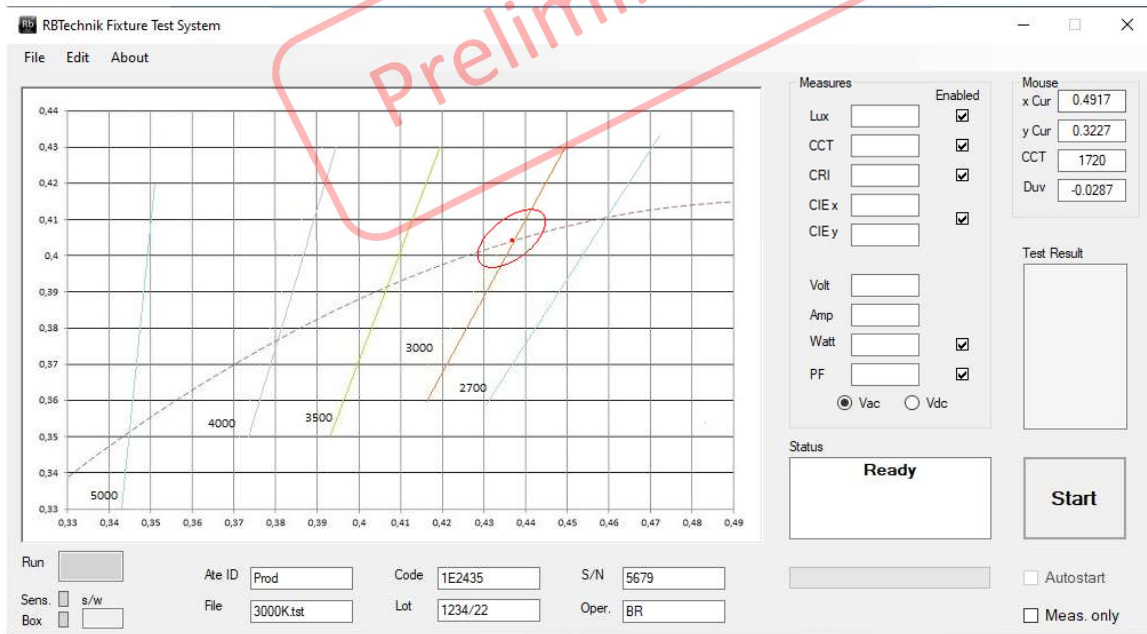 Rb RBTechnik Fixture Test System
File Edit About
0,44
0,43
0,42
0,41
0,4
0,39
0,38
0,37
0,36
0,35
0,34
0,33
5000
4000
3500
3000
2700
0,33 0,34 0,35 0,36 0,37 0,38 0,39 0,4 0,41 0,42 0,43 0,44 0,45 0,46 0,47 0,48 0,49
Measures
Enabled
Lux
CCT
CRI
CIE x
CIE y
Volt
Amp
Watt
PF
Vac Vdc
Mouse
x Cur 0.4917
y Cur 0.3227
CCT 1720
Duv -0.0287
Test Result
Status
Ready
Start
Run
Sens. s/w
Box
Ate ID Prod
Code 1E2435
S/N 5679
File 3000K.tst
Lot 1234/22
Oper. BR
Autostart
Meas. only